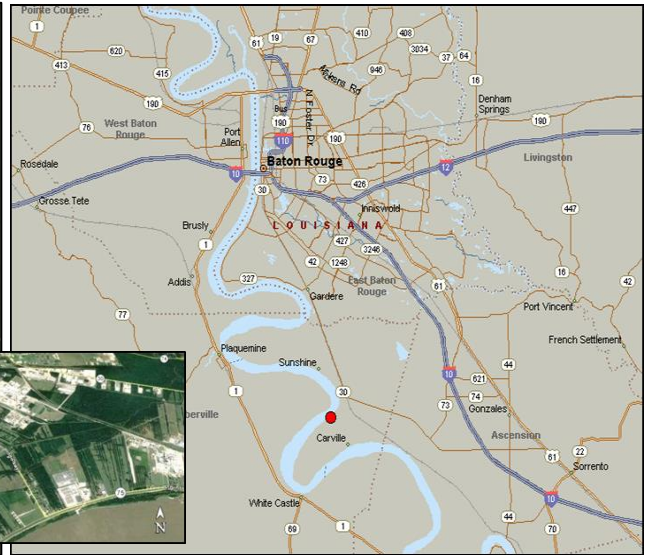 Pointe Coupee
1
61
19
67
410
408
3034
37
64
620
413
415
946
McKens Rd
16
190
Bus
190
N Foster Dr.
Denham
Springs
76
West Baton
Rouge
Port
Allen
110
190
190
Rosedale
Baton Rouge
12
Livingston
10
30
73
426
Grosse Tete
Inniswold
447
LOUISIANA
Brusly
1
427
3246
42
1248
16
Addis
327
East Baton
Rouge
61
42
Gardere
Port Vincent
77
French Settlement
Plaquemine
Sunshine
44
10
621
1
30
74
berville
73
Gonzales
Carville
Ascension
61
22
Sorrento
75
N
White Castle
10
69
1
44
70